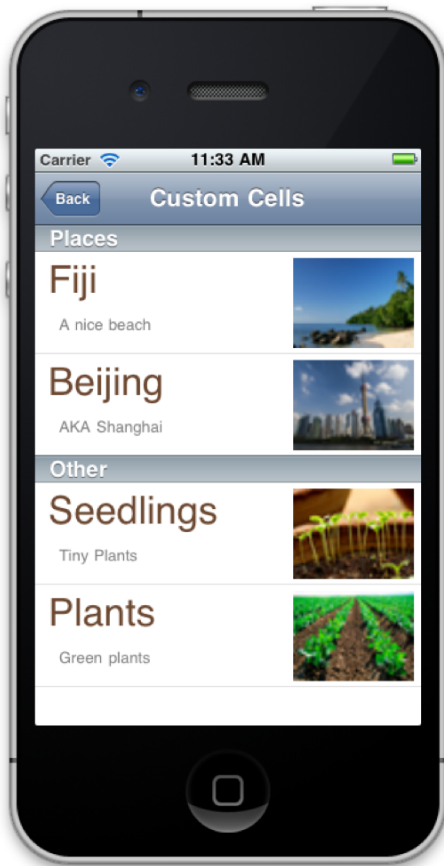 Carrier 11:33 AM
Back Custom Cells
Places
Fiji
A nice beach
Beijing
AKA Shanghai
Other
Seedlings
Tiny Plants
Plants
Green plants